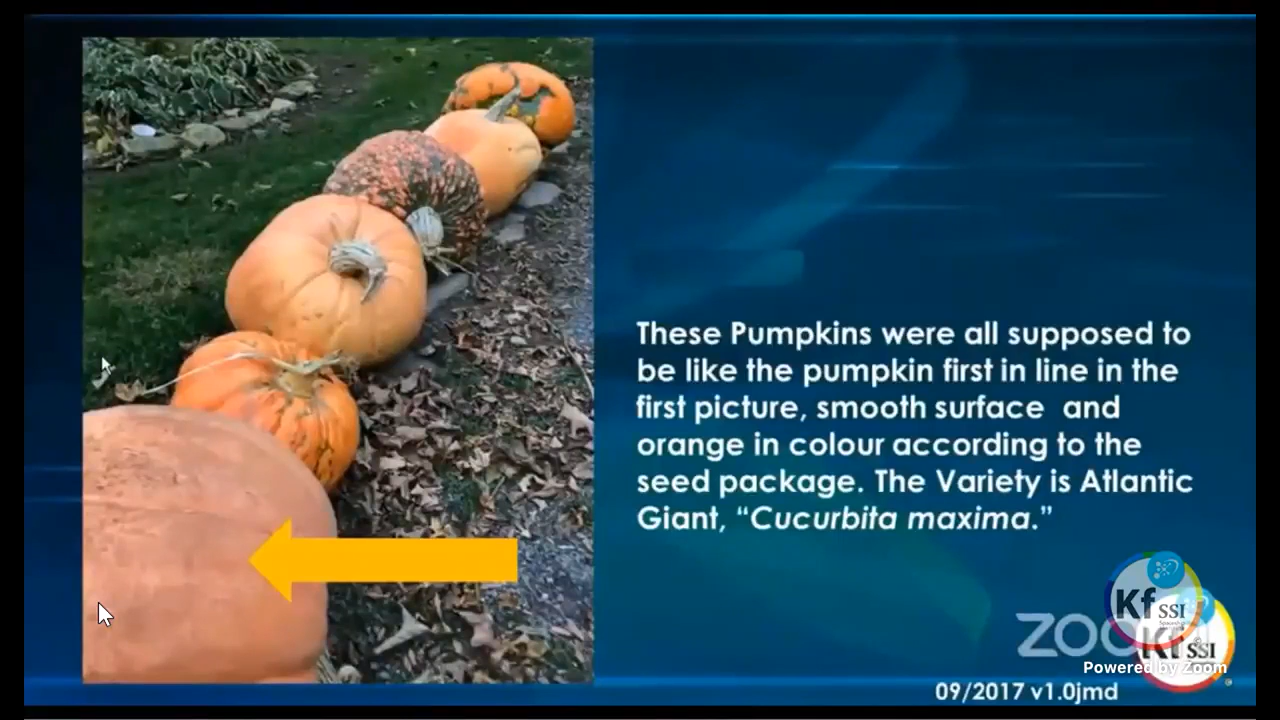 These Pumpkins were all supposed to
be like the pumpkin first in line in the
first picture, smooth surface and
orange in colour according to the
seed package. The Variety is Atlantic
Giant, “Cucurbita maxima.”
Kf SSI
Kf SSI
Powered by Zoom
09/2017 v1.0jmd